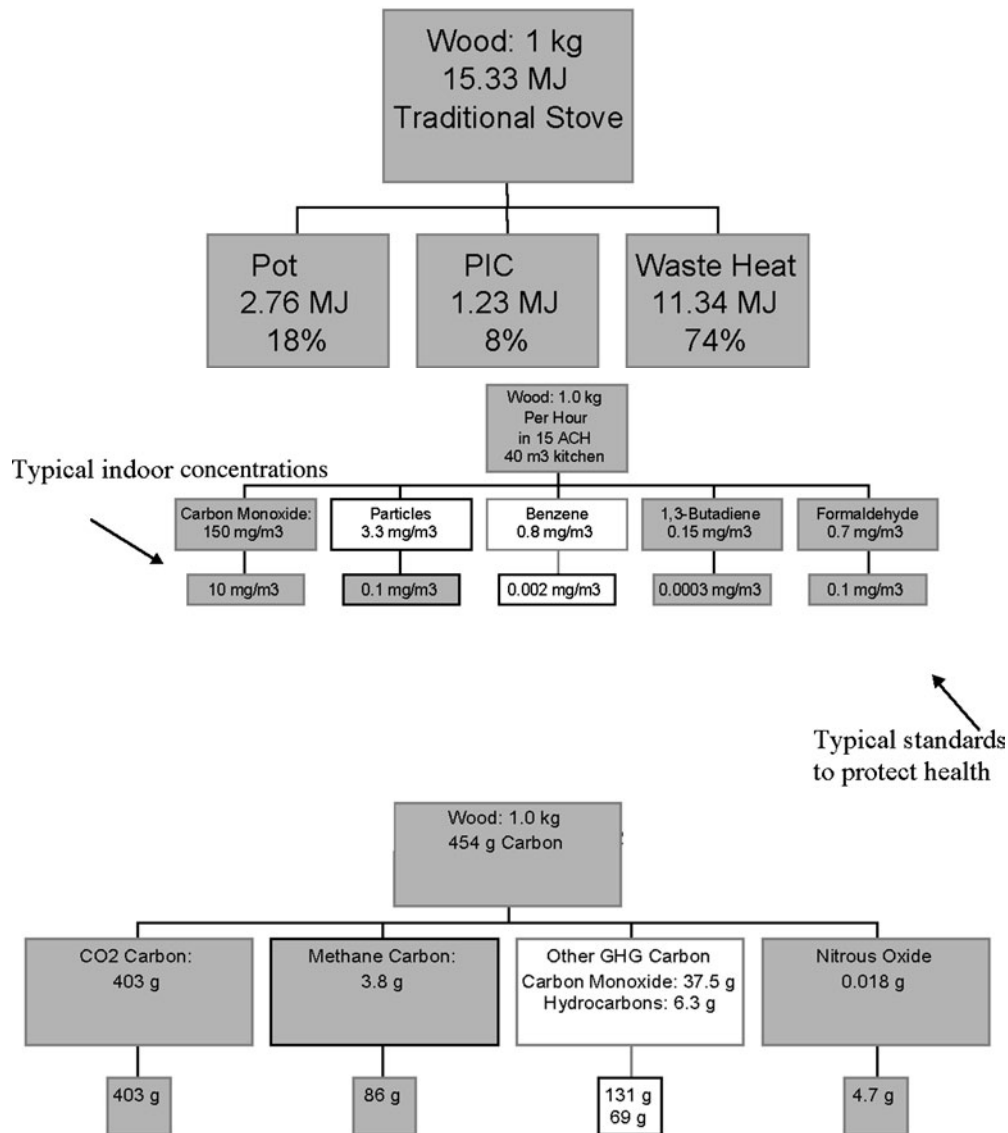 Wood: 1 kg
15.33 MJ
Traditional Stove
Pot
2.76 MJ
18%
PIC
1.23 MJ
8%
Waste Heat
11.34 MJ
74%
Wood: 1.0 kg
Per Hour
in 15 ACH
40 m3 kitchen
Typical indoor concentrations
Carbon Monoxide:
150 mg/m3
Particles
3.3 mg/m3
Benzene
0.8 mg/m3
1,3-Butadiene
0.15 mg/m3
Formaldehyde
0.7 mg/m3
10 mg/m3
0.1 mg/m3
0.002 mg/m3
0.0003 mg/m3
0.1 mg/m3
Typical standards
to protect health
Wood: 1.0 kg
454 g Carbon
CO2 Carbon:
403 g
Methane Carbon:
3.8 g
Other GHG Carbon
Carbon Monoxide: 37.5 g
Hydrocarbons: 6.3 g
Nitrous Oxide
0.018 g
403 g
86 g
131 g
69 g
4.7 g